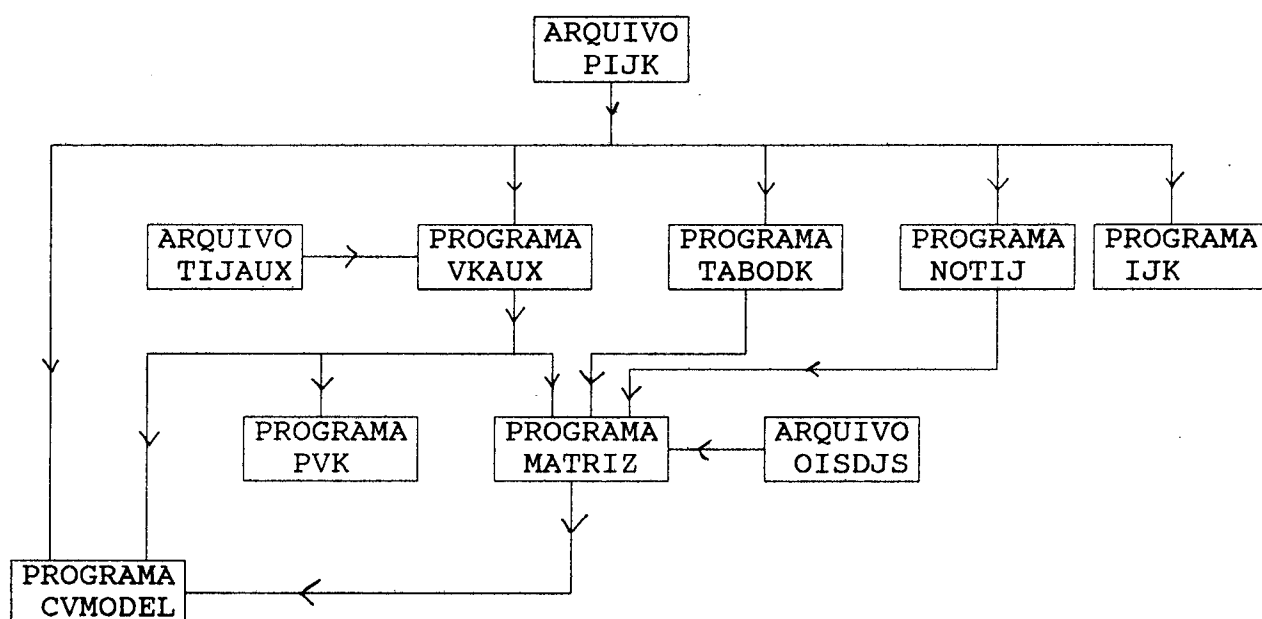 ARQUIVO
PIJK
ARQUIVO
TIJAUX
PROGRAMA
VKAUX
PROGRAMA
TABODK
PROGRAMA
NOTIJ
PROGRAMA
IJK
PROGRAMA
PVK
PROGRAMA
MATRIZ
ARQUIVO
OISDJS
PROGRAMA
CVMODEL